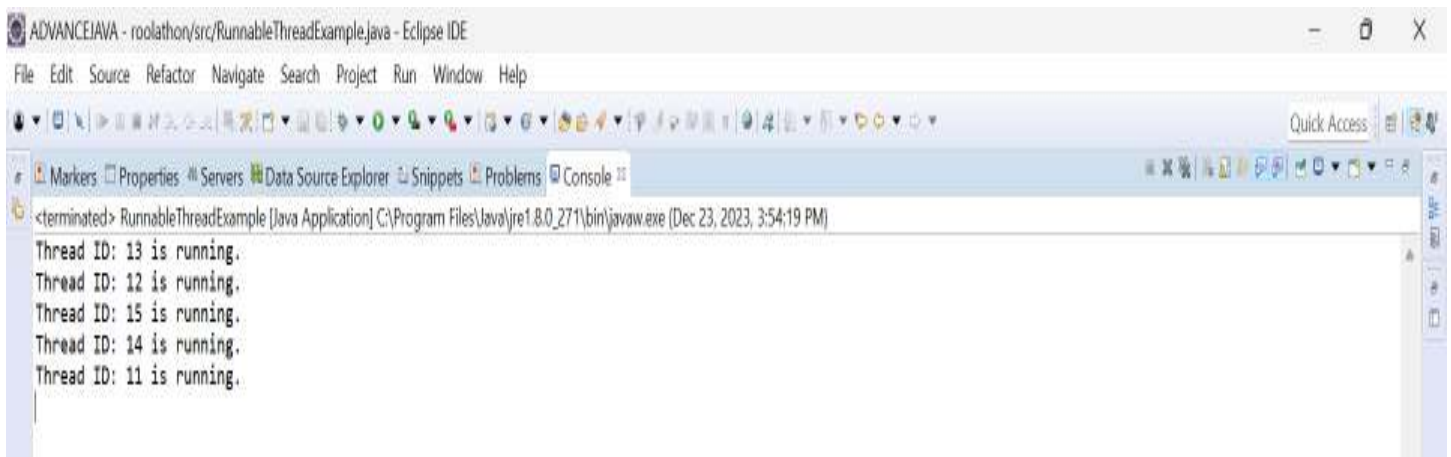 ADVANCEJAVA - roolathon/src/RunnableThreadExample.java - Eclipse IDE
File Edit Source Refactor Navigate Search Project Run Window Help
Quick Access
Markers Properties Servers Data Source Explorer Snippets Problems Console
<terminated> RunnableThreadExample [Java Application] C:\Program Files\Java\jre1.8.0_271\bin\javaw.exe (Dec 23, 2023, 3:54:19 PM)
Thread ID: 13 is running.
Thread ID: 12 is running.
Thread ID: 15 is running.
Thread ID: 14 is running.
Thread ID: 11 is running.